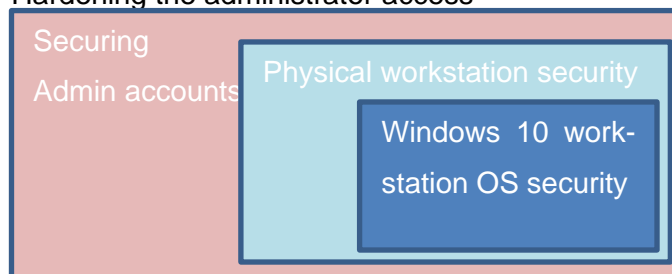 Hardening the administrator access
Securing
Admin accounts
Physical workstation security
Windows 10 work-
station OS security